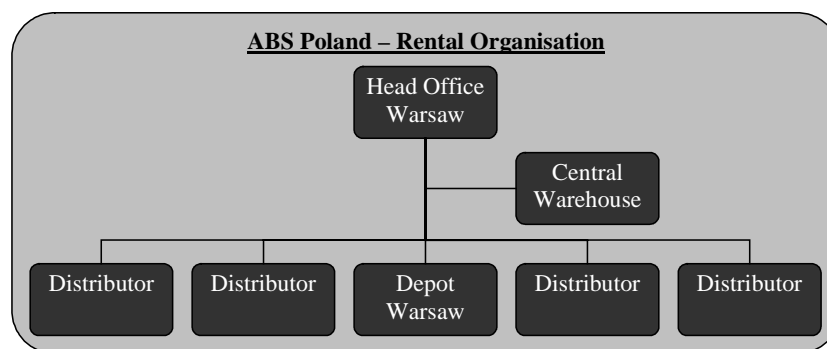 ABS Poland – Rental Organisation
Head Office
Warsaw
Central
Warehouse
Distributor
Distributor
Depot
Warsaw
Distributor
Distributor